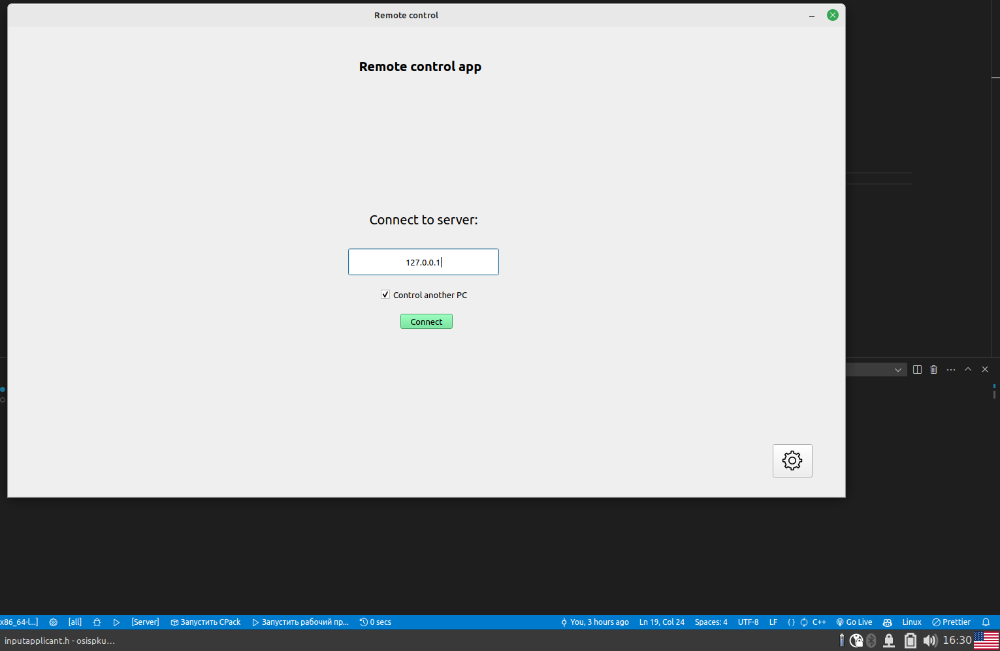 Remote control
Remote control app
Connect to server:
127.0.0.1
Control another PC
Connect
x86_64-l...] [all] [Server] Запустить CPack Запустить рабочий пр... 0 secs You, 3 hours ago Ln 19, Col 24 Spaces: 4 UTF-8 LF {} C++ Go Live Linux Prettier
inputapplicant.h - osispku... 16:30